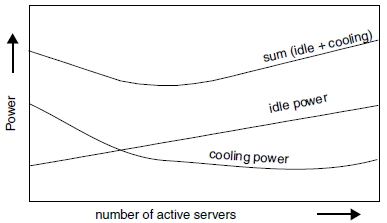 sum (idle + cooling)
idle power
cooling power
Power
number of active servers